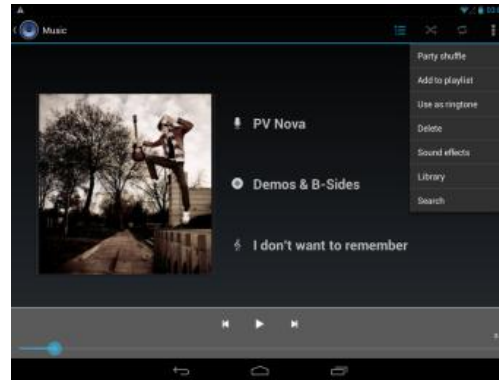 Music
Party shuffle
Add to playlist
Use as ringtone
Delete
Sound effects
Library
Search
PV Nova
Demos & B-Sides
I don't want to remember